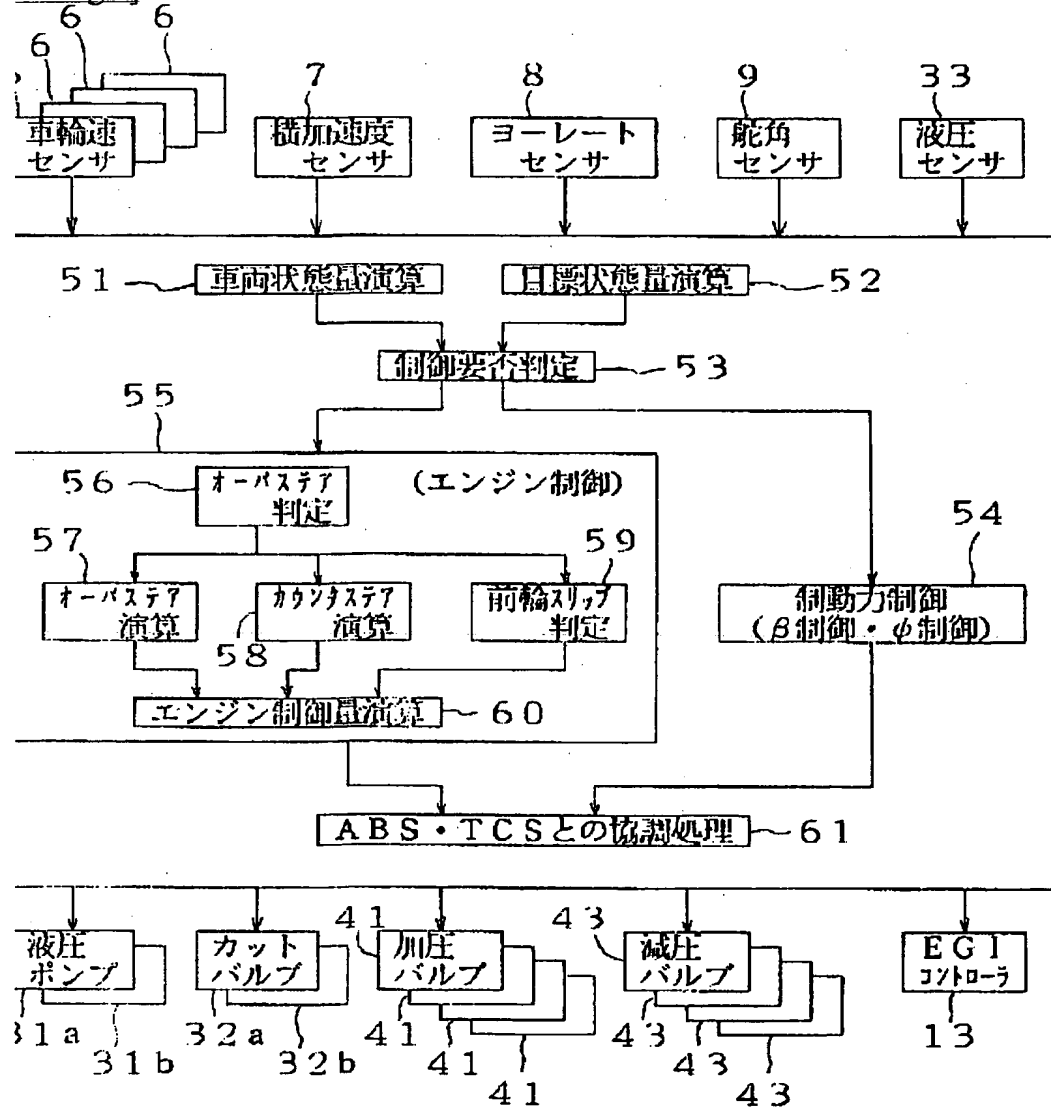 6
6
6
7
8
9
33
車輪速
センサ
横加速度
センサ
ヨーレート
センサ
舵角
センサ
液圧
センサ
51
車両状態量演算
目標状態量演算
52
制御要否判定
53
55
56
オーバステア
判定
(エンジン制御)
57
59
54
オーバステア
演算
カウンタステア
演算
前輪スリップ
判定
制動力制御
(β制御・ψ制御)
58
エンジン制御量演算
60
ABS・TCSとの協調処理
61
液圧
ポンプ
カット
バルブ
41
加圧
バルブ
43
減圧
バルブ
EGI
コントローラ
31a
31b
32a
32b
41
41
41
43
43
43
13